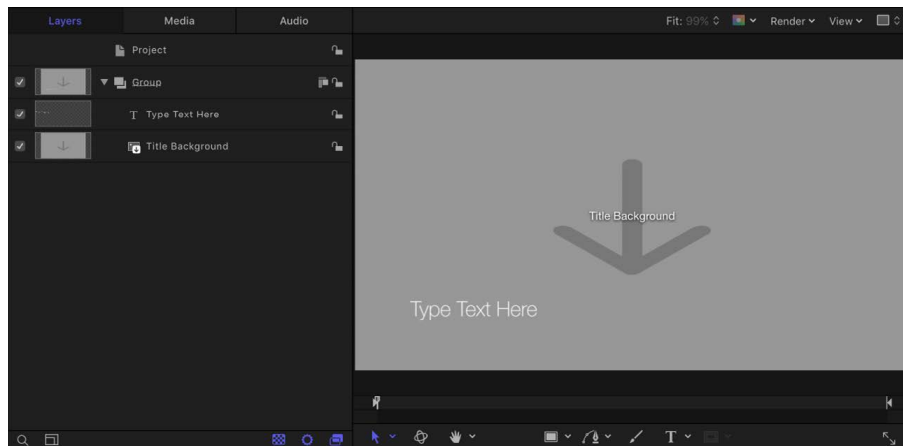 Layers Media Audio Fit: 99% Render View
Project
Group
Type Text Here
Title Background
Title Background
Type Text Here
T